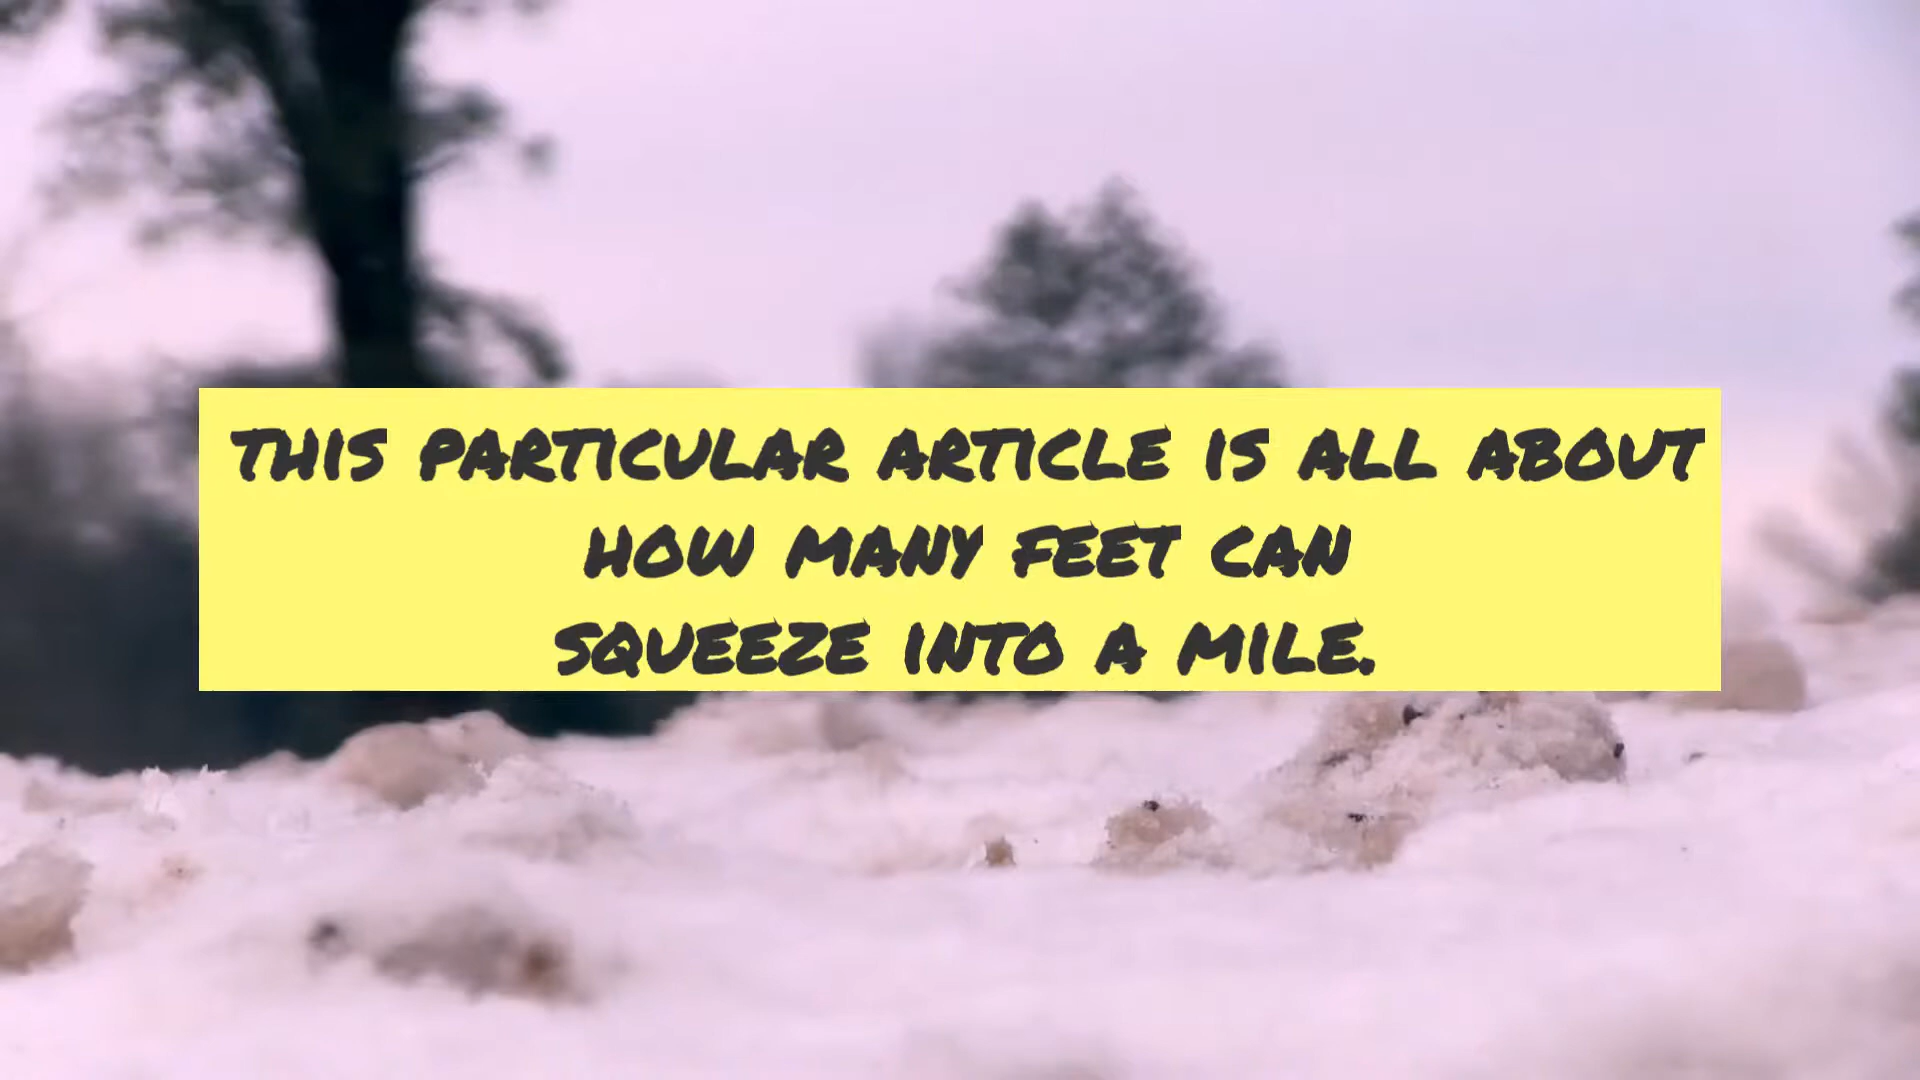 THIS PARTICULAR ARTICLE IS ALL ABOUT
HOW MANY FEET CAN
SQUEEZE INTO A MILE.